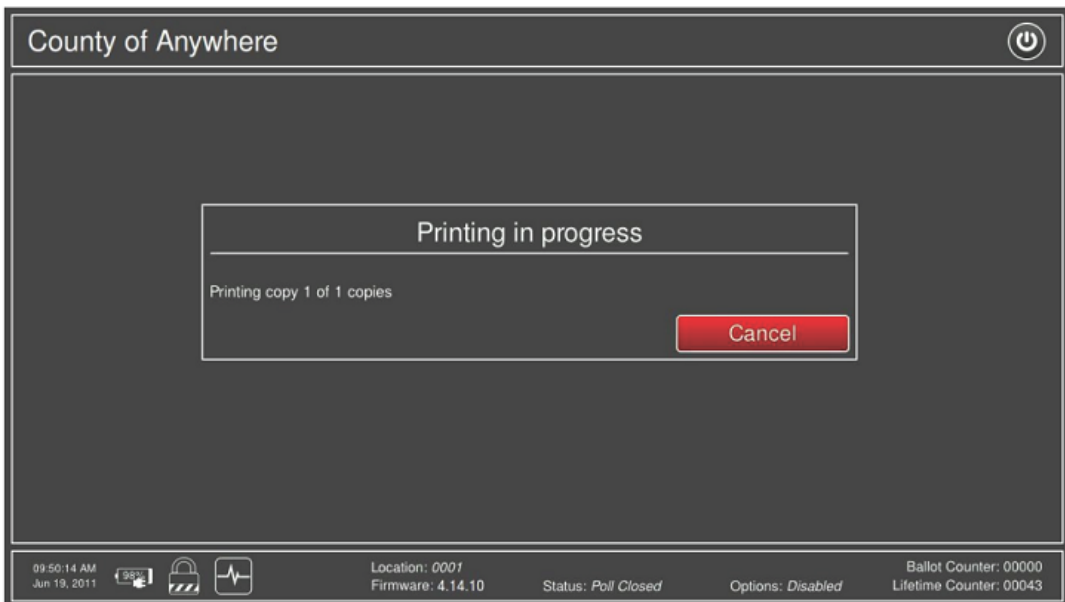 County of Anywhere
Printing in progress
Printing copy 1 of 1 copies
Cancel
09:50:14 AM
Jun 19, 2011
98%
Location: 0001
Firmware: 4.14.10
Status: Poll Closed
Options: Disabled
Ballot Counter: 00000
Lifetime Counter: 00043